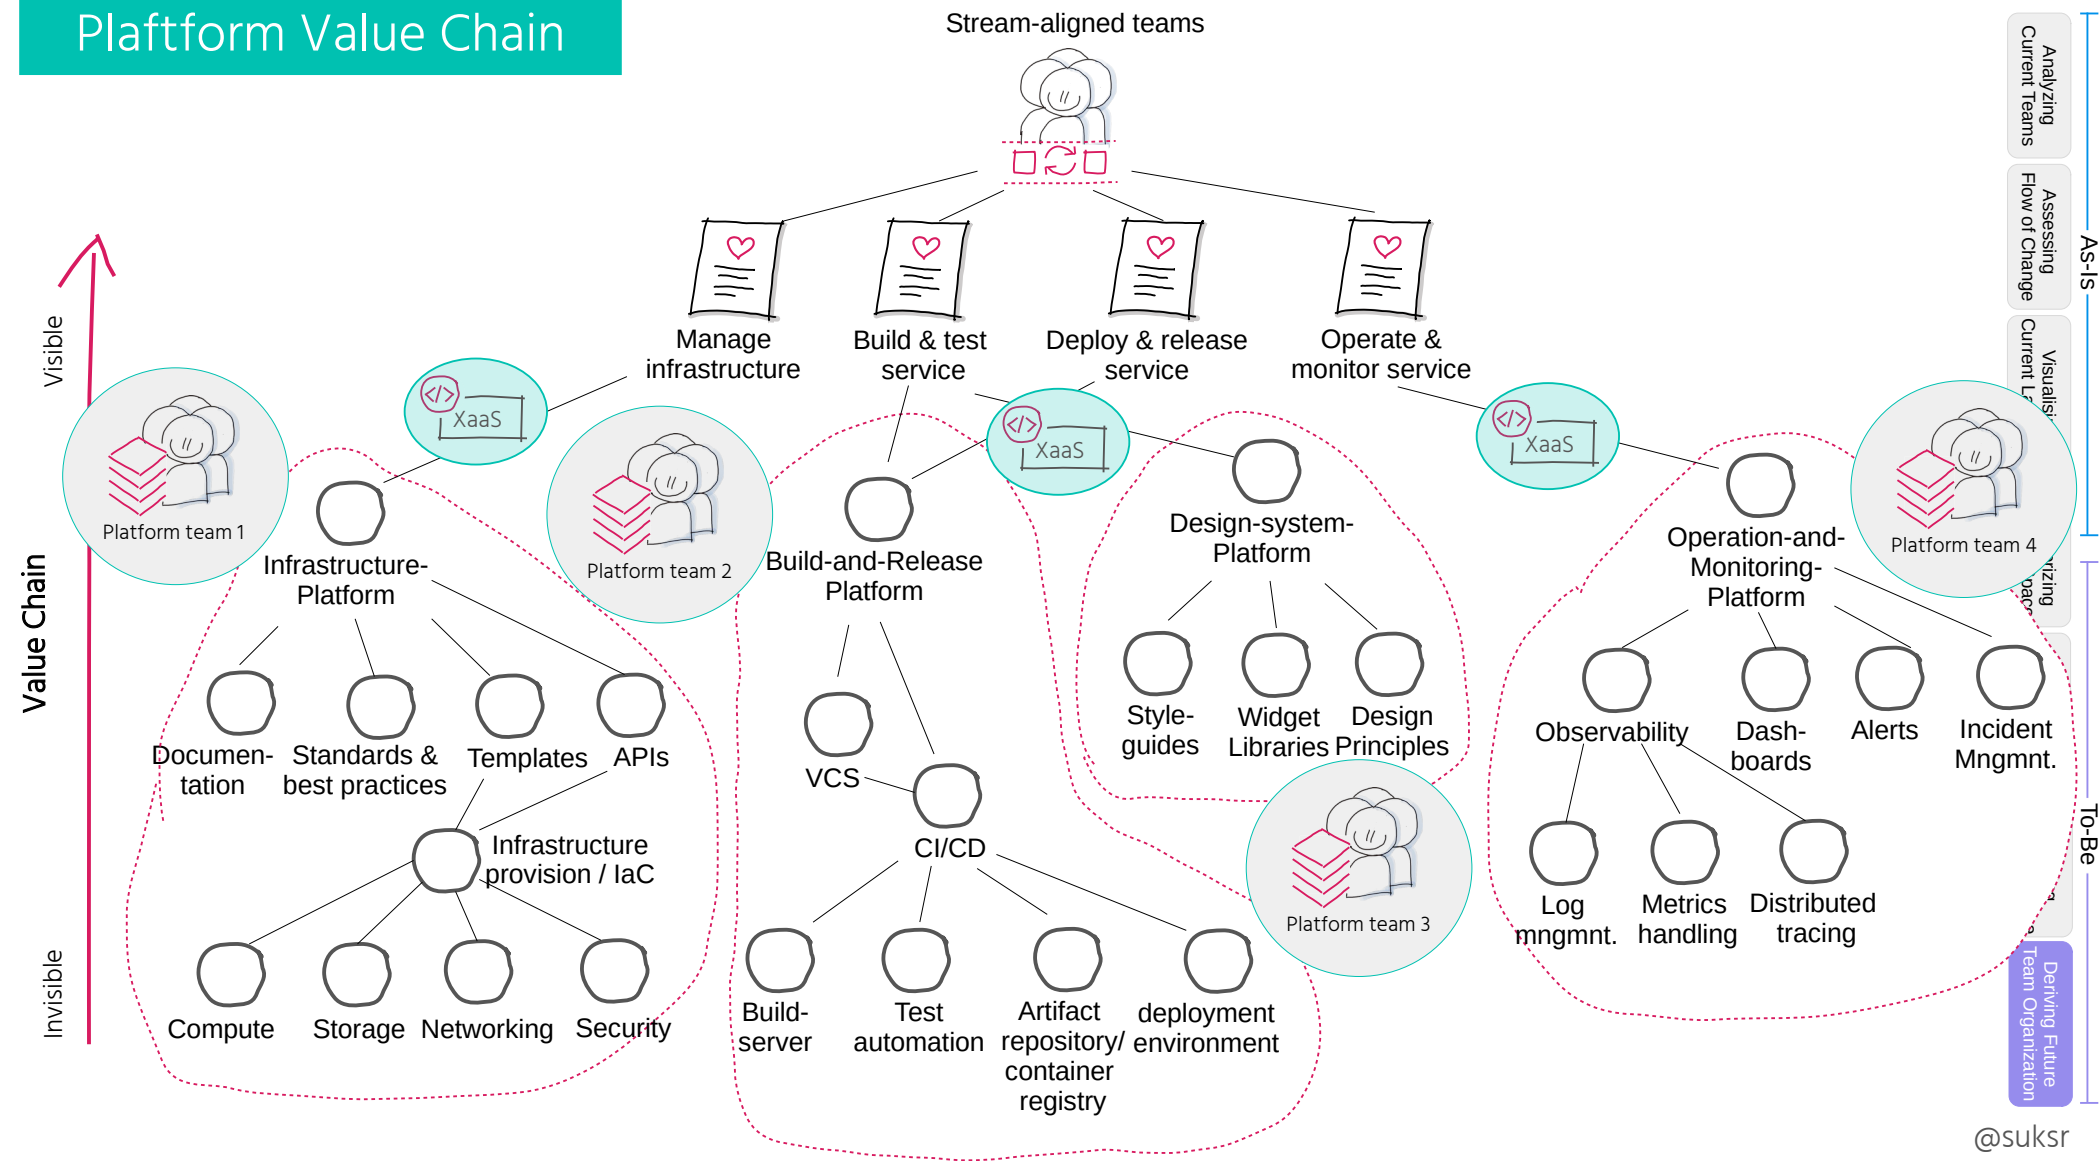 Plaftform Value Chain
Stream-aligned teams
Manage
infrastructure
Build & test
service
Deploy & release
service
Operate &
monitor service
Value Chain
Visible
Invisible
XaaS
XaaS
XaaS
Platform team 1
Platform team 2
Platform team 3
Platform team 4
Infrastructure-
Platform
Documen-
tation
Standards &
best practices
Templates
APIs
Infrastructure
provision / IaC
Compute
Storage
Networking
Security
Build-and-Release
Platform
VCS
CI/CD
Build-
server
Test
automation
Artifact
repository/
container
registry
deployment
environment
Design-system-
Platform
Style-
guides
Widget
Libraries
Design
Principles
Operation-and-
Monitoring-
Platform
Observability
Dash-
boards
Alerts
Incident
Mngmnt.
Log
mngmnt.
Metrics
handling
Distributed
tracing
Analyzing
Current Teams
Assessing
Flow of Change
Current
Deriving Future
Team Organization
As-Is
To-Be
@suksr